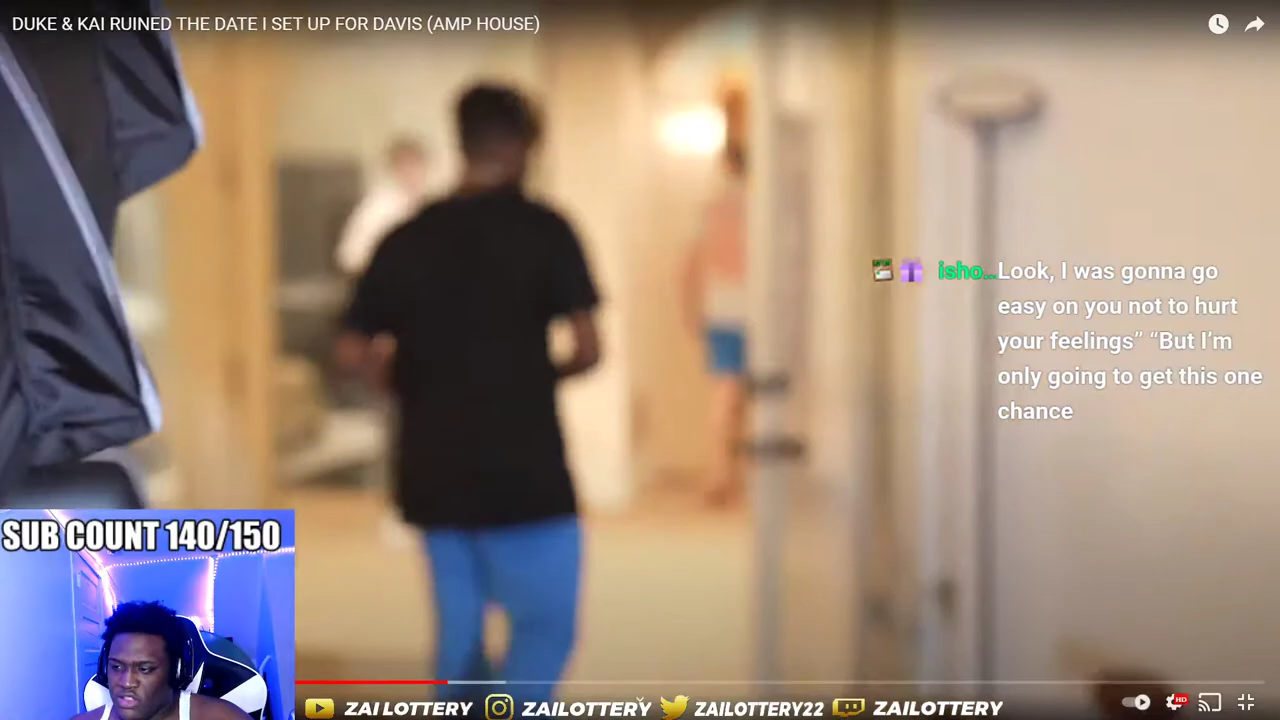 DUKE & KAI RUINED THE DATE I SET UP FOR DAVIS (AMP HOUSE)
isho...Look, I was gonna go
easy on you not to hurt
your feelings” “But I’m
only going to get this one
chance
SUB COUNT 140/150
ZAI LOTTERY ZAILOTTERY ZAILOTTERY22 ZAILOTTERY
HD